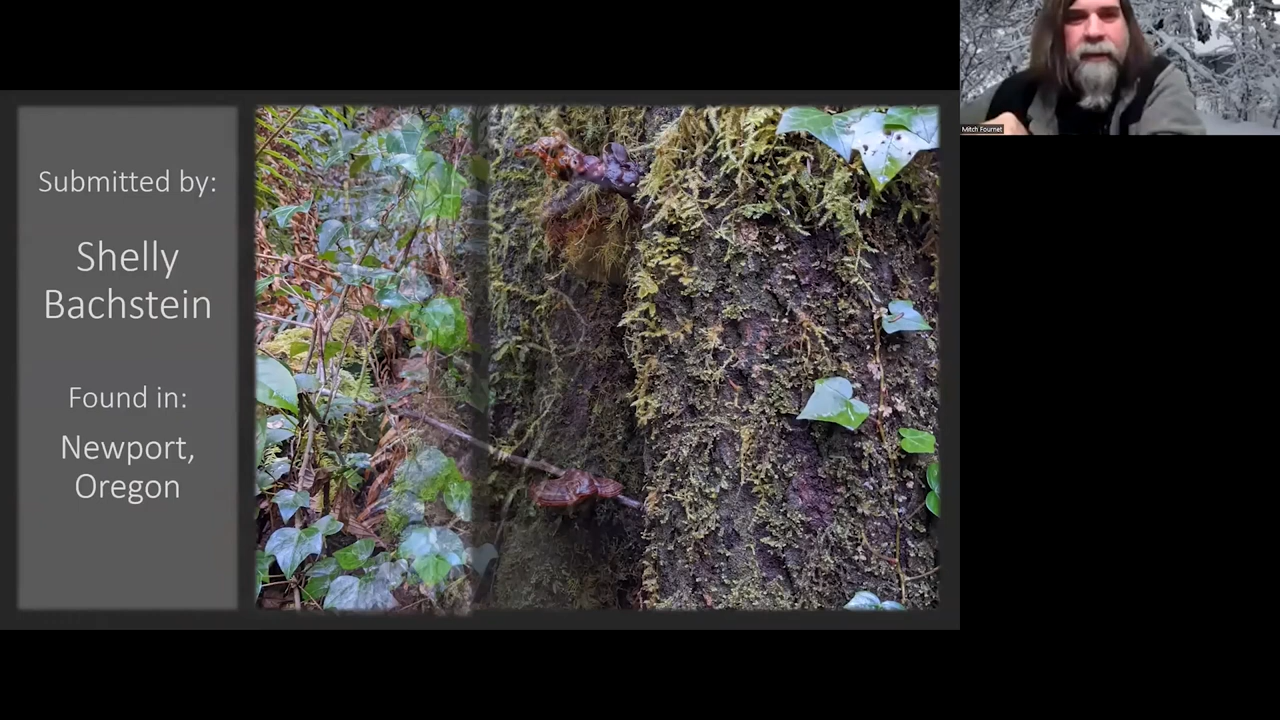 Submitted by:
Shelly
Bachstein
Found in:
Newport,
Oregon
Mitch Fournet